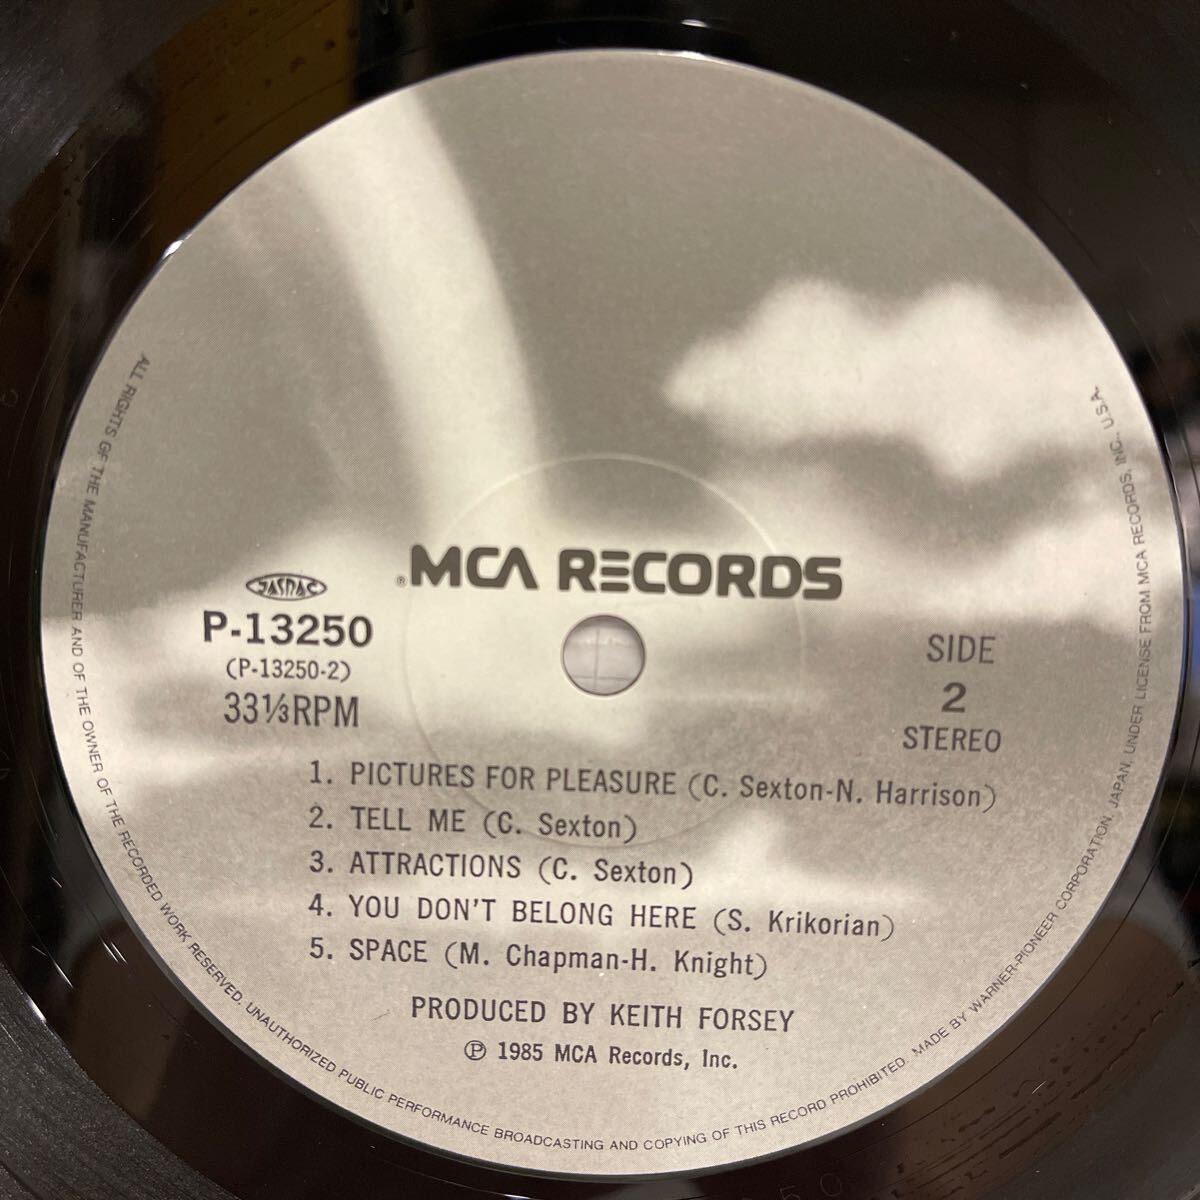 ® MCA RECORDS
JASRAC
P-13250
(P-13250-2)
33⅓RPM
SIDE
2
STEREO
1. PICTURES FOR PLEASURE (C. Sexton-N. Harrison)
2. TELL ME (C. Sexton)
3. ATTRACTIONS (C. Sexton)
4. YOU DON'T BELONG HERE (S. Krikorian)
5. SPACE (M. Chapman-H. Knight)
PRODUCED BY KEITH FORSEY
℗ 1985 MCA Records, Inc.
ALL RIGHTS OF THE MANUFACTURER AND OF THE OWNER OF THE RECORDED WORK RESERVED. UNAUTHORIZED PUBLIC PERFORMANCE BROADCASTING AND COPYING OF THIS RECORD PROHIBITED. MADE BY WARNER-PIONEER CORPORATION, JAPAN, UNDER LICENSE FROM MCA RECORDS, INC., U.S.A.